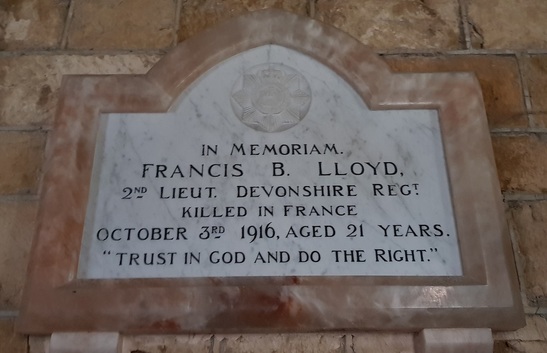 IN MEMORIAM.
FRANCIS B. LLOYD,
2ND LIEUT. DEVONSHIRE REGT
KILLED IN FRANCE
OCTOBER 3RD 1916, AGED 21 YEARS.
"TRUST IN GOD AND DO THE RIGHT."